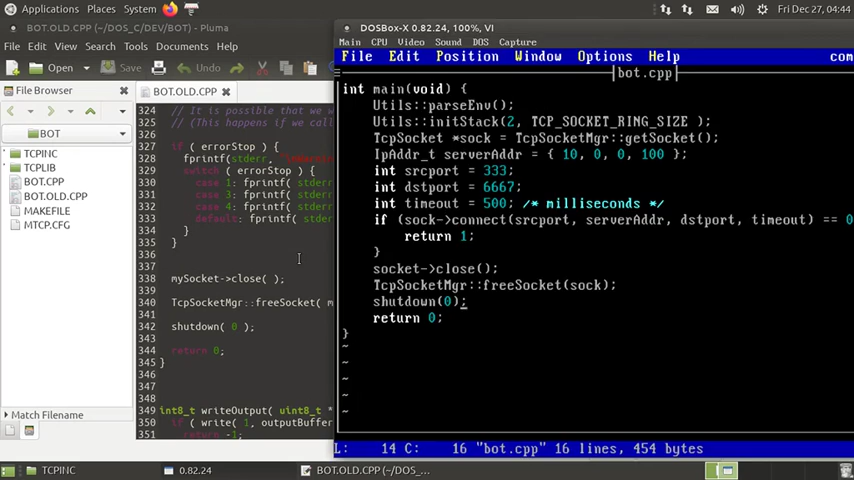 Applications Places System
Fri Dec 27, 04:44
BOT.OLD.CPP (~/DOS_C/DEV/BOT) - Pluma
File Edit View Search Tools Documents Help
Open Save Undo
File Browser
BOT
TCPINC
TCPLIB
BOT.CPP
BOT.OLD.CPP
MAKEFILE
MTCP.CFG
Match Filename
BOT.OLD.CPP
324 // It is possible that we w
325 // (This happens if we call
326
327 if ( errorStop ) {
328 fprintf( stderr,
329 switch ( errorStop ) {
330 case 1: fprintf( stderr
331 case 3: fprintf( stderr
332 case 4: fprintf( stderr
333 default: fprintf( stder
334 }
335 }
336
337
338 mySocket->close( );
339
340 TcpSocketMgr::freeSocket( m
341
342 shutdown( 0 );
343
344 return 0;
345 }
346
347
348
349 int8_t writeOutput( uint8_t *
350 if ( write( 1, outputBuffer
351 return -1;
DOSBox-X 0.82.24, 100%, VI
Main CPU Video Sound DOS Capture
File Edit Position Window Options Help com
bot.cpp
int main(void) {
Utils::parseEnv();
Utils::initStack(2, TCP_SOCKET_RING_SIZE );
TcpSocket *sock = TcpSocketMgr::getSocket();
IpAddr_t serverAddr = { 10, 0, 0, 100 };
int srcport = 333;
int dstport = 6667;
int timeout = 500; /* milliseconds */
if (sock->connect(srcport, serverAddr, dstport, timeout) == 0
return 1;
}
socket->close();
TcpSocketMgr::freeSocket(sock);
shutdown(0);
return 0;
}
~
~
~
~
~
L: 14 C: 16 "bot.cpp" 16 lines, 454 bytes
TCPINC 0.82.24 BOT.OLD.CPP (~/DOS_...